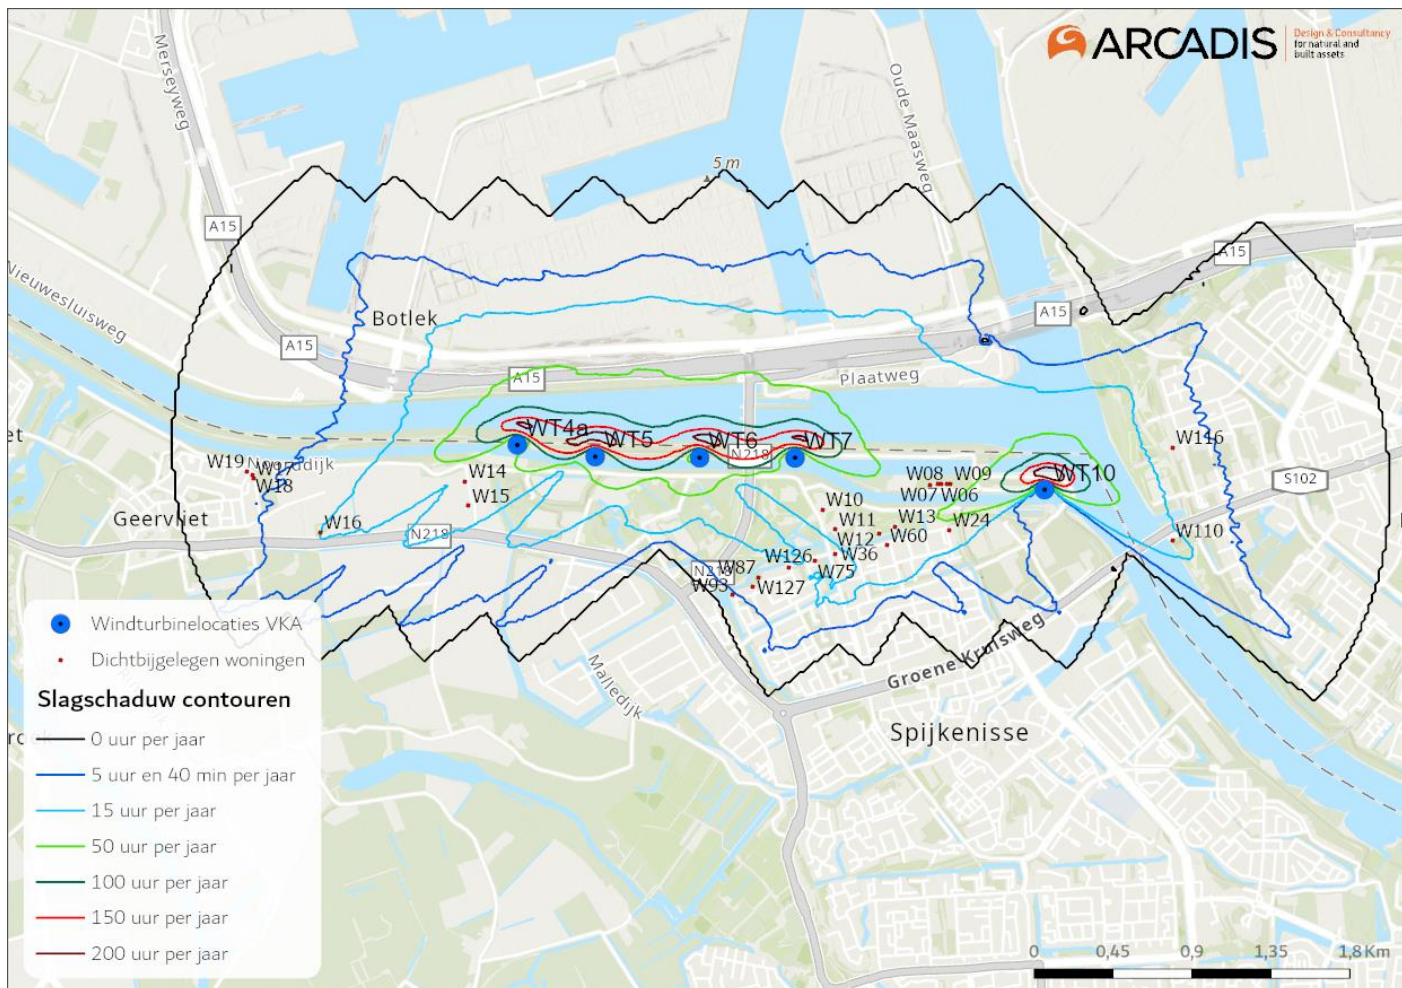 ARCADIS
Design & Consultancy
for natural and
built assets
Merseyweg
Oude Maasweg
5 m
A15
A15
Nieuwesluisweg
Botlek
A15
A15
A15
Plaatweg
WT4a
WT5
WT6
WT7
N218
WT10
W116
S102
W19
W17
Noorddijk
W18
W14
W15
W08
W09
W07
W06
W10
W11
W13
W24
W12
W60
W110
Geervliet
W16
N218
W126
W36
W87
N218
W75
W93
W127
Groene Kruisweg
Malledijk
Spijkenisse
Windturbinelocaties VKA
Dichtbijgelegen woningen
Slagschaduw contouren
0 uur per jaar
5 uur en 40 min per jaar
15 uur per jaar
50 uur per jaar
100 uur per jaar
150 uur per jaar
200 uur per jaar
0 0,45 0,9 1,35 1,8 Km